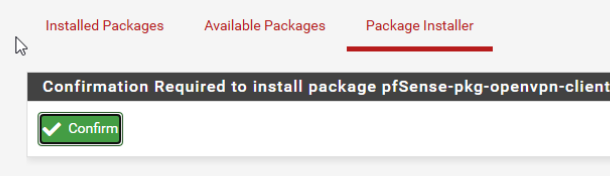 Installed Packages Available Packages Package Installer
Confirmation Required to install package pfSense-pkg-openvpn-client
Confirm